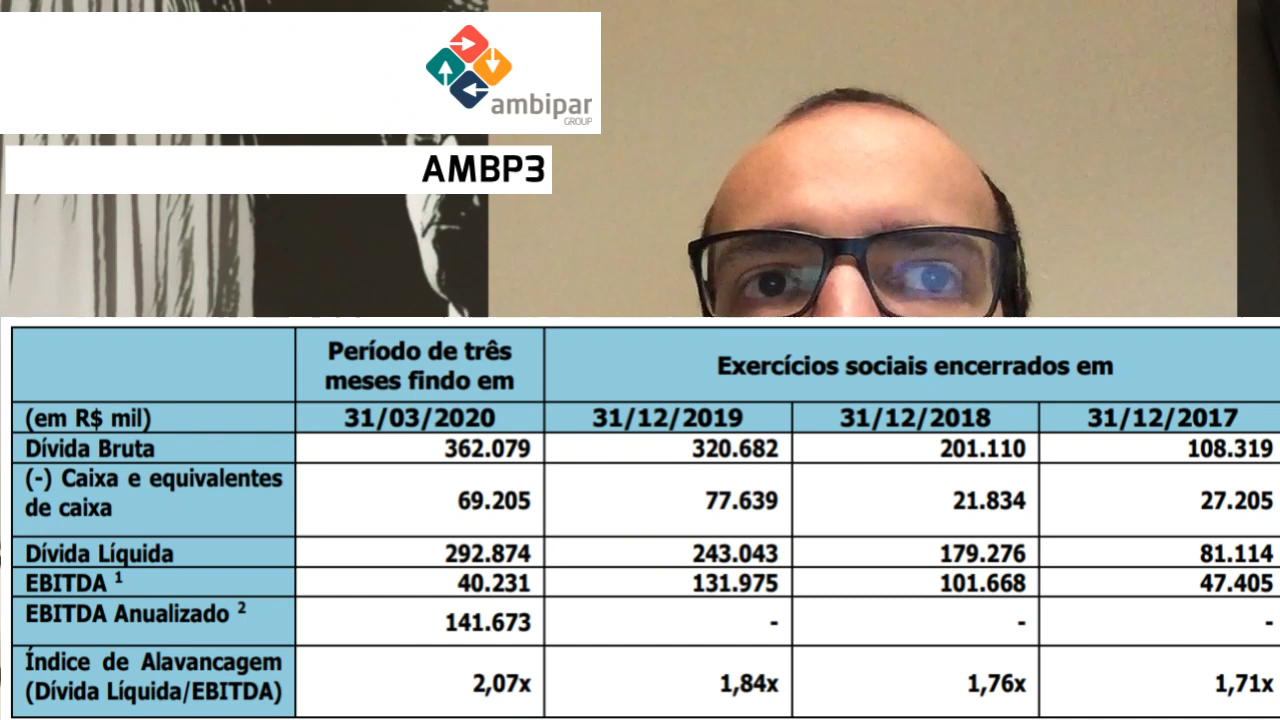 ambipar
GROUP
AMBP3
Período de três meses findo em Exercícios sociais encerrados em
(em R$ mil) 31/03/2020 31/12/2019 31/12/2018 31/12/2017
Dívida Bruta 362.079 320.682 201.110 108.319
(-) Caixa e equivalentes de caixa 69.205 77.639 21.834 27.205
Dívida Líquida 292.874 243.043 179.276 81.114
EBITDA ¹ 40.231 131.975 101.668 47.405
EBITDA Anualizado ² 141.673 - - -
Índice de Alavancagem (Dívida Líquida/EBITDA) 2,07x 1,84x 1,76x 1,71x